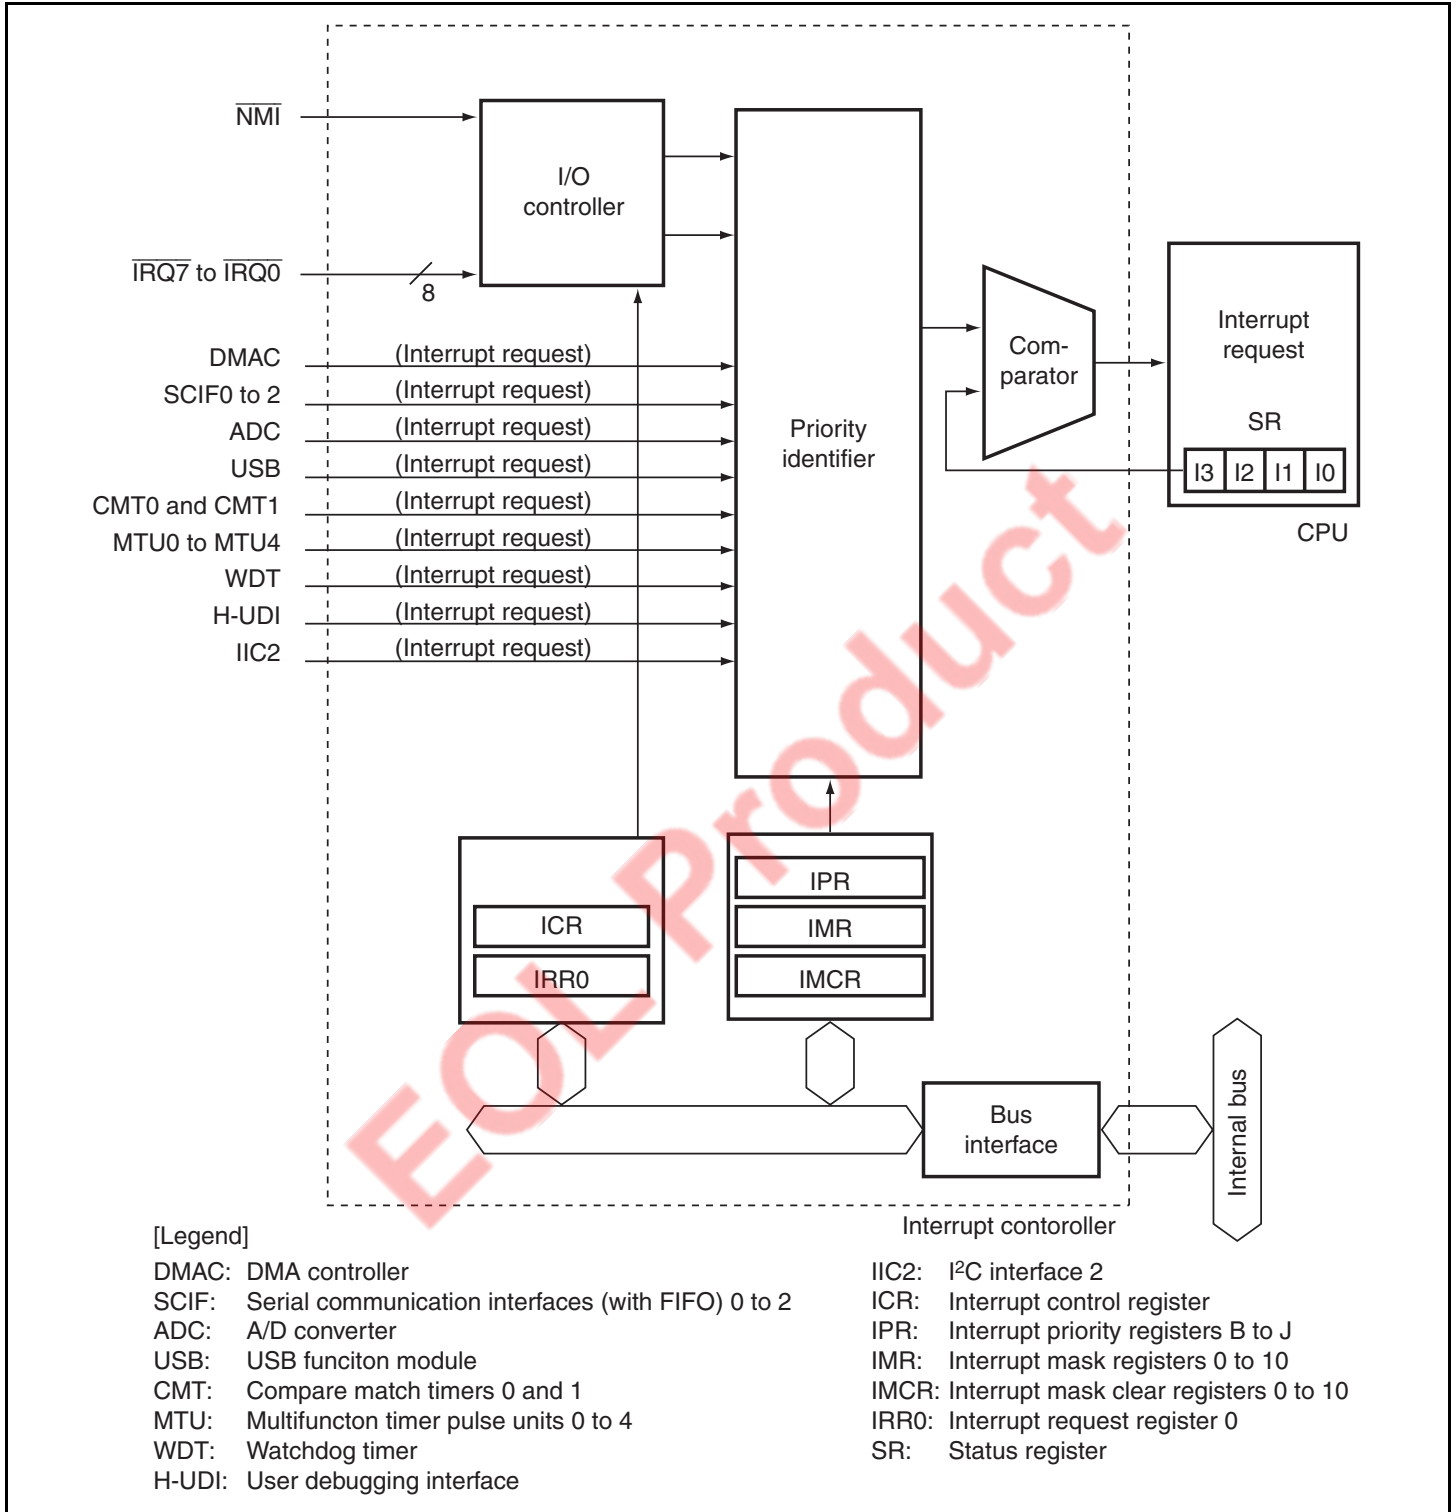 NMI
I/O
controller
IRQ7 to IRQ0
8
DMAC (Interrupt request)
SCIF0 to 2 (Interrupt request)
ADC (Interrupt request)
USB (Interrupt request)
CMT0 and CMT1 (Interrupt request)
MTU0 to MTU4 (Interrupt request)
WDT (Interrupt request)
H-UDI (Interrupt request)
IIC2 (Interrupt request)
Priority
identifier
Com-
parator
Interrupt
request
SR
I3 I2 I1 I0
CPU
ICR
IRR0
IPR
IMR
IMCR
Bus
interface
Internal bus
Interrupt contoroller
EOL Product
[Legend]
DMAC: DMA controller
SCIF: Serial communication interfaces (with FIFO) 0 to 2
ADC: A/D converter
USB: USB funciton module
CMT: Compare match timers 0 and 1
MTU: Multifuncton timer pulse units 0 to 4
WDT: Watchdog timer
H-UDI: User debugging interface
IIC2: I²C interface 2
ICR: Interrupt control register
IPR: Interrupt priority registers B to J
IMR: Interrupt mask registers 0 to 10
IMCR: Interrupt mask clear registers 0 to 10
IRR0: Interrupt request register 0
SR: Status register